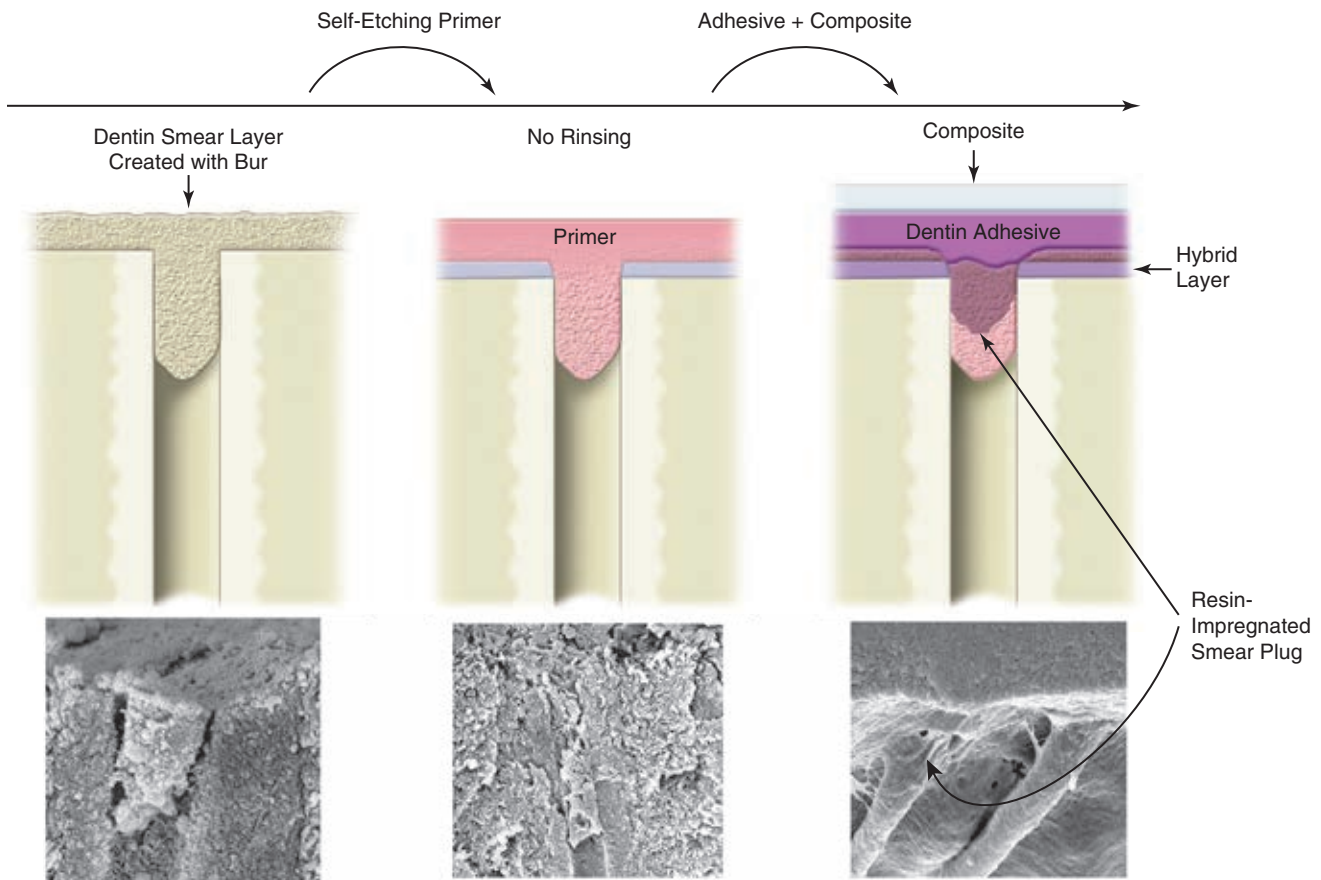 Self-Etching Primer
Adhesive + Composite
Dentin Smear Layer
Created with Bur
No Rinsing
Composite
Primer
Dentin Adhesive
Hybrid
Layer
Resin-
Impregnated
Smear Plug